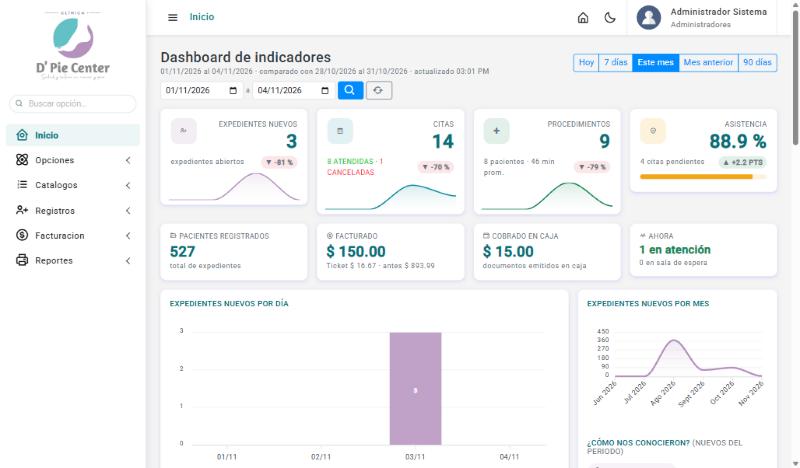 CLINICA
D' Pie Center
Buscar opción...
Inicio
Opciones
Catalogos
Registros
Facturacion
Reportes
Inicio
Administrador Sistema
Administradores
Dashboard de indicadores
01/11/2026 al 04/11/2026 · comparado con 28/10/2026 al 31/10/2026 · actualizado 03:01 PM
Hoy 7 días Este mes Mes anterior 90 días
01/11/2026 a 04/11/2026
EXPEDIENTES NUEVOS
3
expedientes abiertos ▼ -81 %
CITAS
14
8 ATENDIDAS · 1
CANCELADAS
▼ -70 %
PROCEDIMIENTOS
9
8 pacientes · 46 min
prom.
▼ -79 %
ASISTENCIA
88.9 %
4 citas pendientes ▲ +2.2 PTS
PACIENTES REGISTRADOS
527
total de expedientes
FACTURADO
$ 150.00
Ticket $ 16.67 · antes $ 893.99
COBRADO EN CAJA
$ 15.00
documentos emitidos en caja
AHORA
1 en atención
0 en sala de espera
EXPEDIENTES NUEVOS POR DÍA
3
2
1
0
3
01/11 02/11 03/11 04/11
EXPEDIENTES NUEVOS POR MES
450
360
270
180
90
0
Jun 2026 Jul 2026 Ago 2026 Sept 2026 Oct 2026 Nov 2026
¿CÓMO NOS CONOCIERON? (NUEVOS DEL
PERIODO)